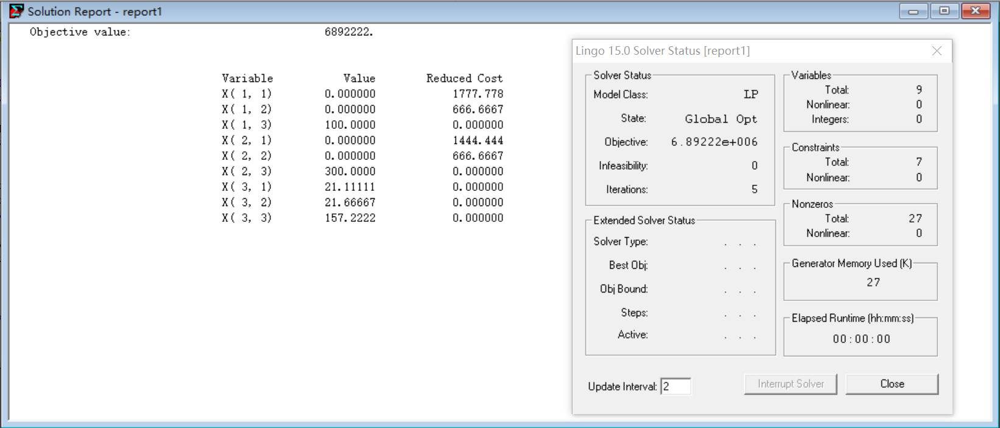 Solution Report - report1
Objective value: 6892222.
Variable Value Reduced Cost
X( 1, 1) 0.000000 1777.778
X( 1, 2) 0.000000 666.6667
X( 1, 3) 100.0000 0.000000
X( 2, 1) 0.000000 1444.444
X( 2, 2) 0.000000 666.6667
X( 2, 3) 300.0000 0.000000
X( 3, 1) 21.11111 0.000000
X( 3, 2) 21.66667 0.000000
X( 3, 3) 157.2222 0.000000
Lingo 15.0 Solver Status [report1]
Solver Status
Model Class: LP
State: Global Opt
Objective: 6.89222e+006
Infeasibility: 0
Iterations: 5
Extended Solver Status
Solver Type: . . .
Best Obj: . . .
Obj Bound: . . .
Steps: . . .
Active: . . .
Variables
Total: 9
Nonlinear: 0
Integers: 0
Constraints
Total: 7
Nonlinear: 0
Nonzeros
Total: 27
Nonlinear: 0
Generator Memory Used (K)
27
Elapsed Runtime (hh:mm:ss)
00:00:00
Update Interval: 2
Interrupt Solver
Close